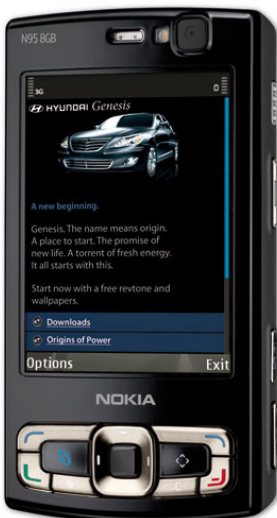 N95 8GB
3G
HYUNDAI Genesis
A new beginning.
Genesis. The name means origin.
A place to start. The promise of
new life. A torrent of fresh energy.
It all starts with this.
Start now with a free revtone and
wallpapers.
Downloads
Origins of Power
Options Exit
NOKIA